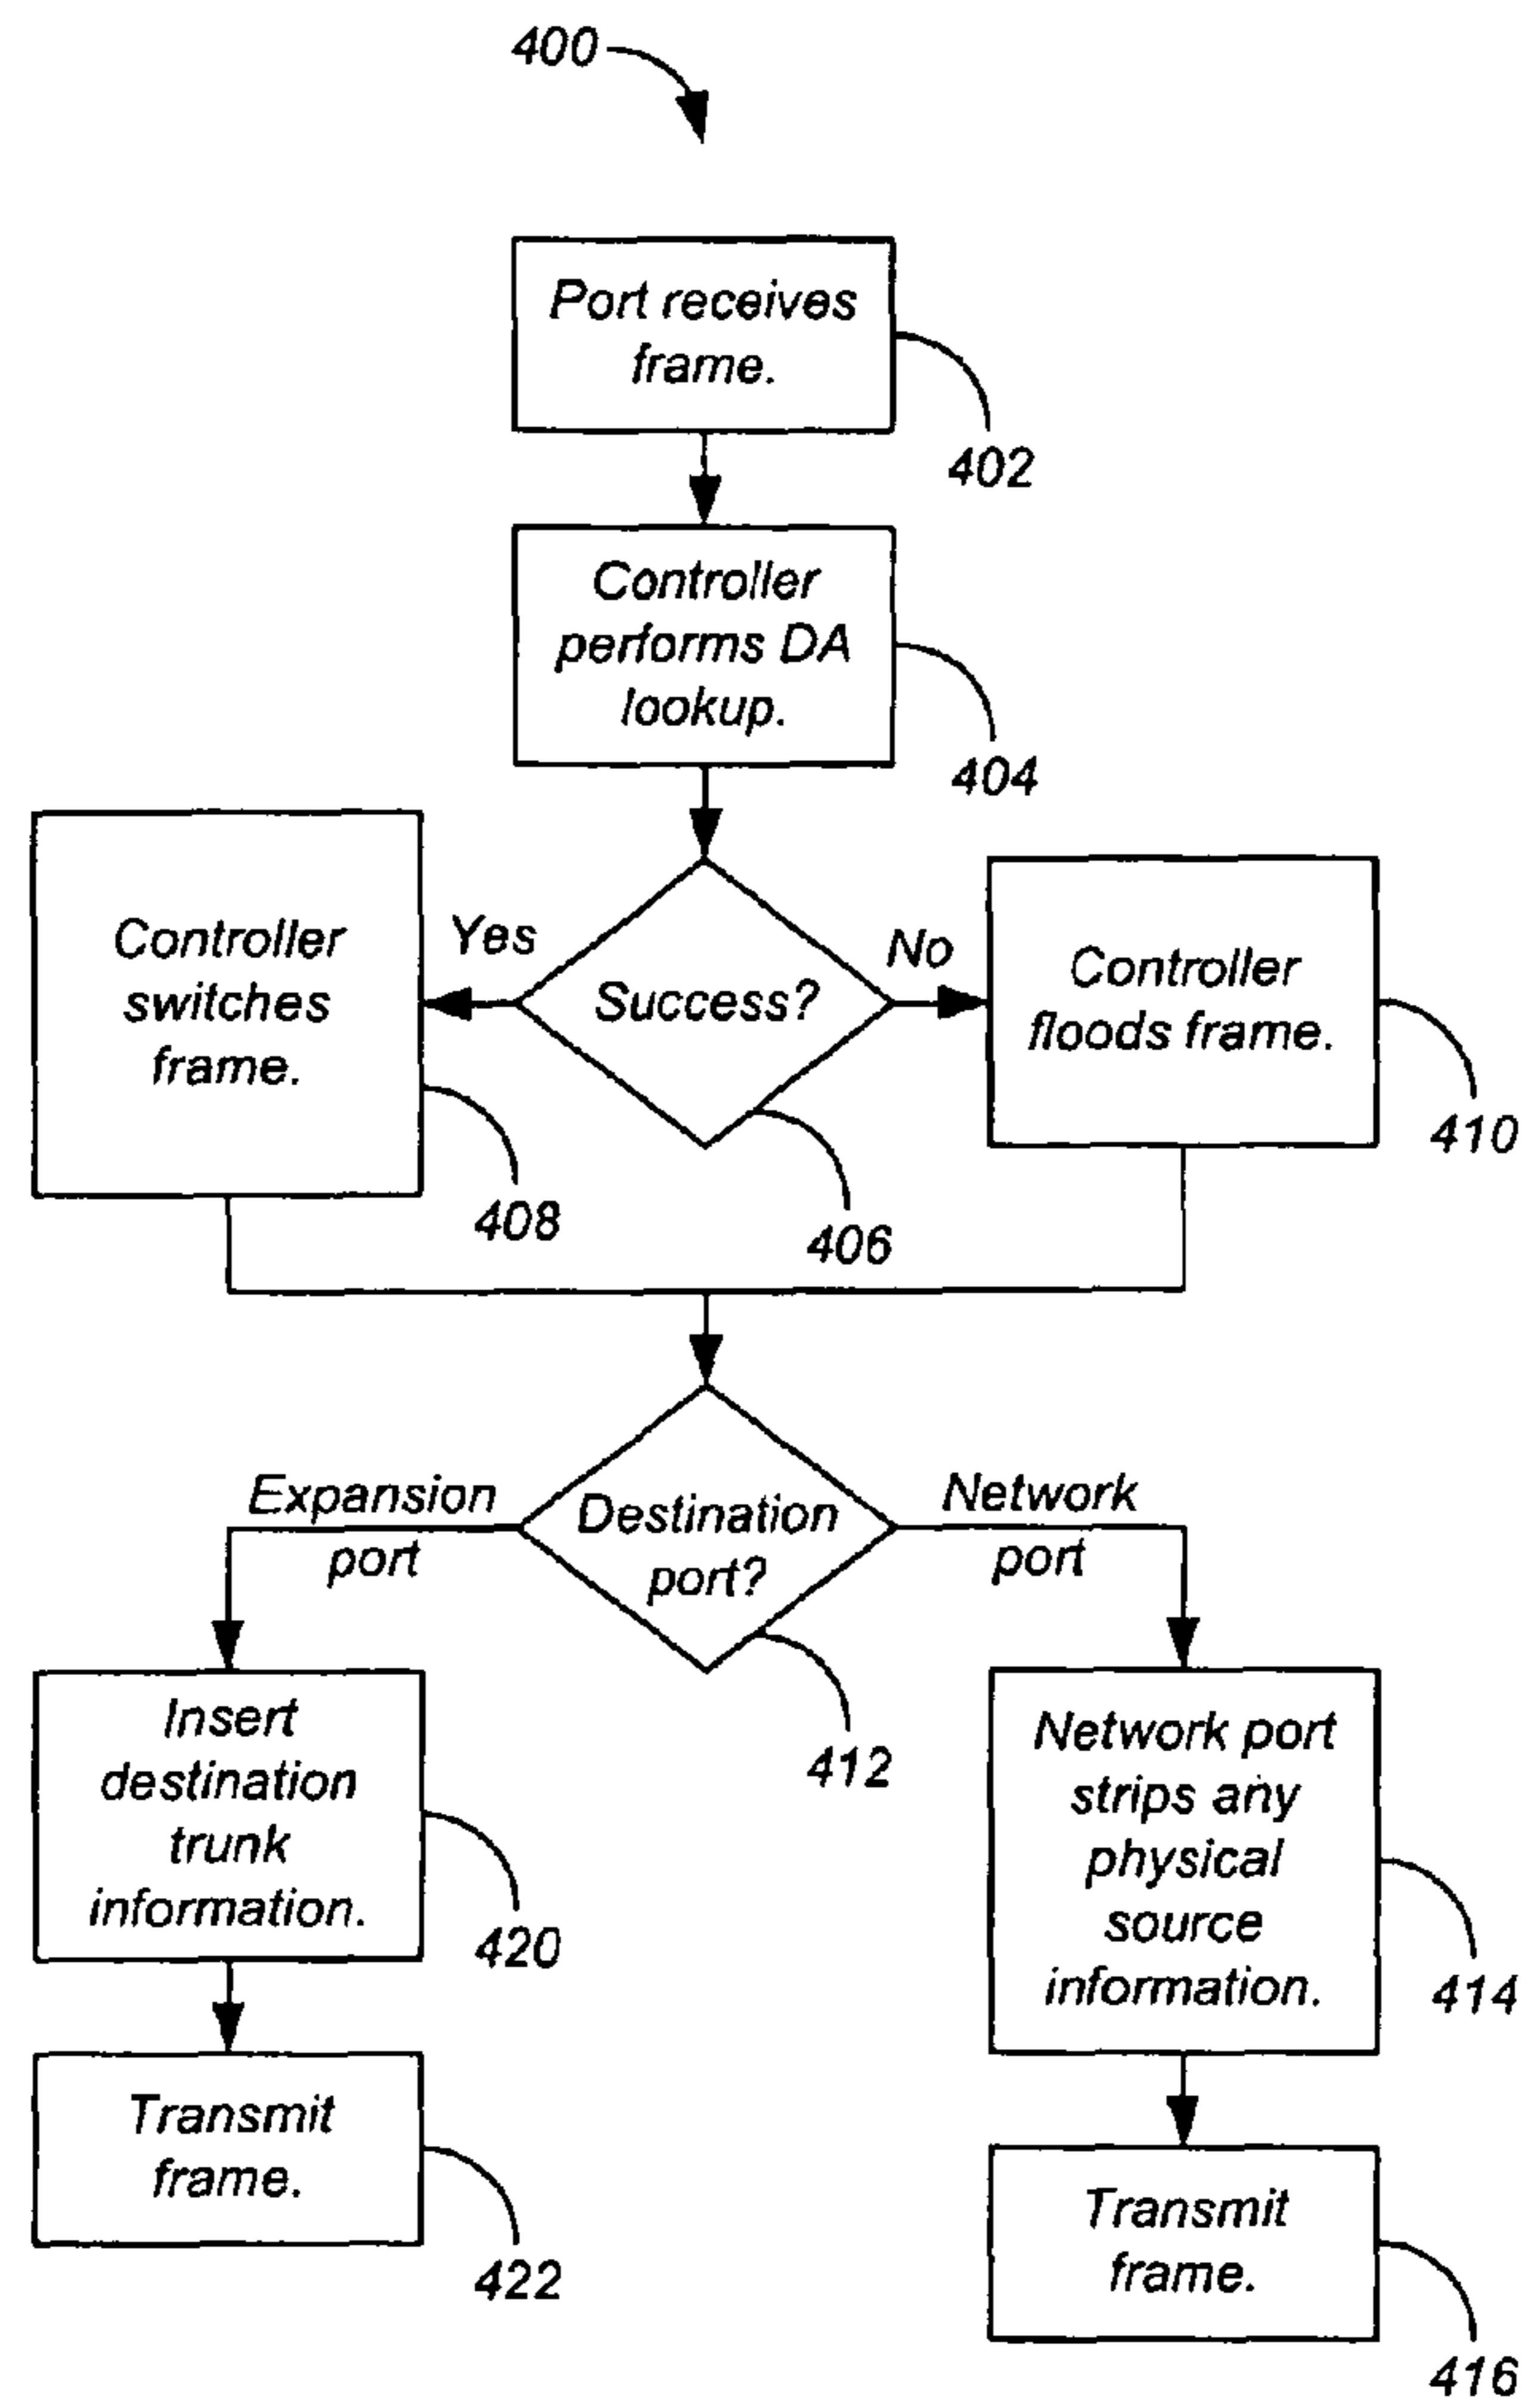 400
Port receives
frame.
402
Controller
performs DA
lookup.
404
Controller
switches
frame.
408
Yes
Success?
406
No
Controller
floods frame.
410
Expansion
port
Destination
port?
412
Network
port
Insert
destination
trunk
information.
420
Network port
strips any
physical
source
information.
414
Transmit
frame.
422
Transmit
frame.
416